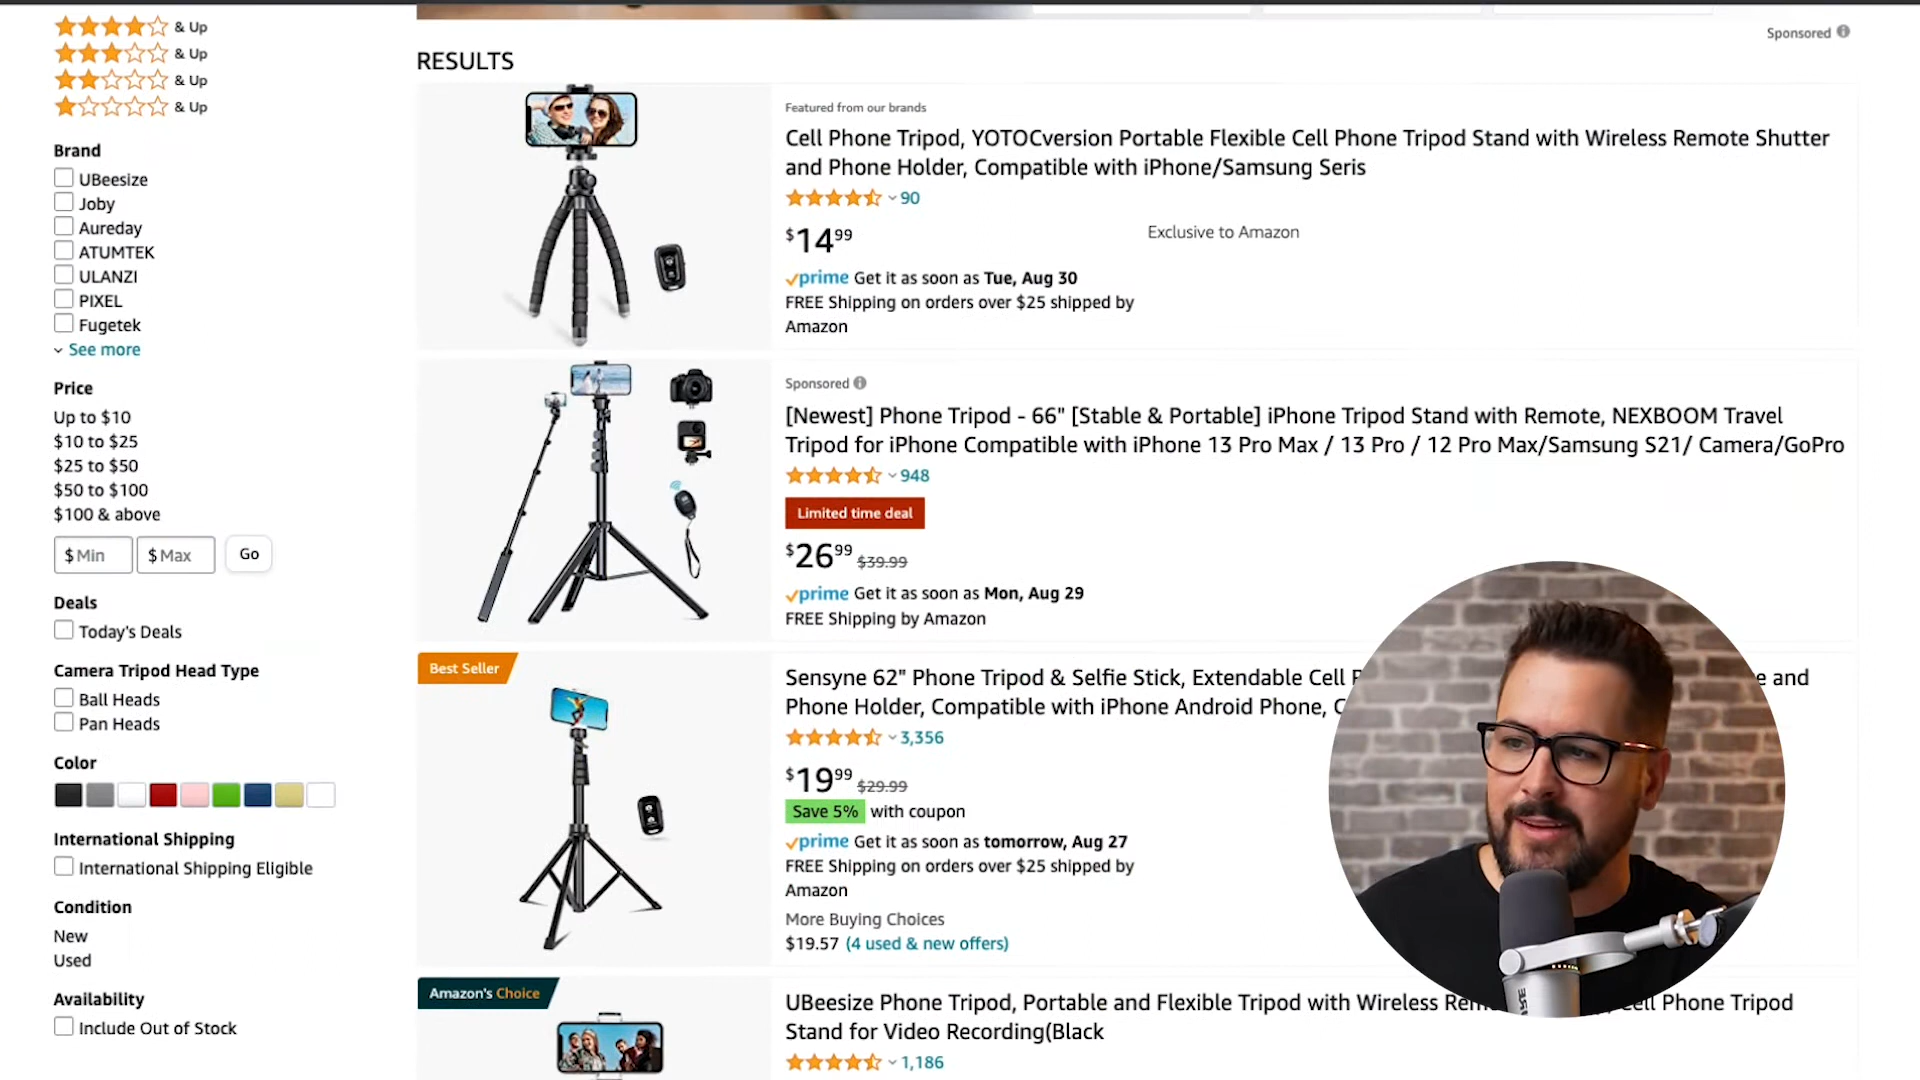 & Up
& Up
& Up
& Up
Brand
UBeesize
Joby
Aureday
ATUMTEK
ULANZI
PIXEL
Fugetek
See more
Price
Up to $10
$10 to $25
$25 to $50
$50 to $100
$100 & above
$ Min $ Max Go
Deals
Today's Deals
Camera Tripod Head Type
Ball Heads
Pan Heads
Color
International Shipping
International Shipping Eligible
Condition
New
Used
Availability
Include Out of Stock
Sponsored
RESULTS
Featured from our brands
Cell Phone Tripod, YOTOCversion Portable Flexible Cell Phone Tripod Stand with Wireless Remote Shutter
and Phone Holder, Compatible with iPhone/Samsung Seris
90
$14 99
Exclusive to Amazon
prime Get it as soon as Tue, Aug 30
FREE Shipping on orders over $25 shipped by
Amazon
Sponsored
[Newest] Phone Tripod - 66" [Stable & Portable] iPhone Tripod Stand with Remote, NEXBOOM Travel
Tripod for iPhone Compatible with iPhone 13 Pro Max / 13 Pro / 12 Pro Max/Samsung S21/ Camera/GoPro
948
Limited time deal
$26 99 $39.99
prime Get it as soon as Mon, Aug 29
FREE Shipping by Amazon
Best Seller
Sensyne 62" Phone Tripod & Selfie Stick, Extendable Cell and
Phone Holder, Compatible with iPhone Android Phone,
3,356
$19 99 $29.99
Save 5% with coupon
prime Get it as soon as tomorrow, Aug 27
FREE Shipping on orders over $25 shipped by
Amazon
More Buying Choices
$19.57 (4 used & new offers)
Amazon's Choice
UBeesize Phone Tripod, Portable and Flexible Tripod with Wireless Cell Phone Tripod
Stand for Video Recording(Black
1,186